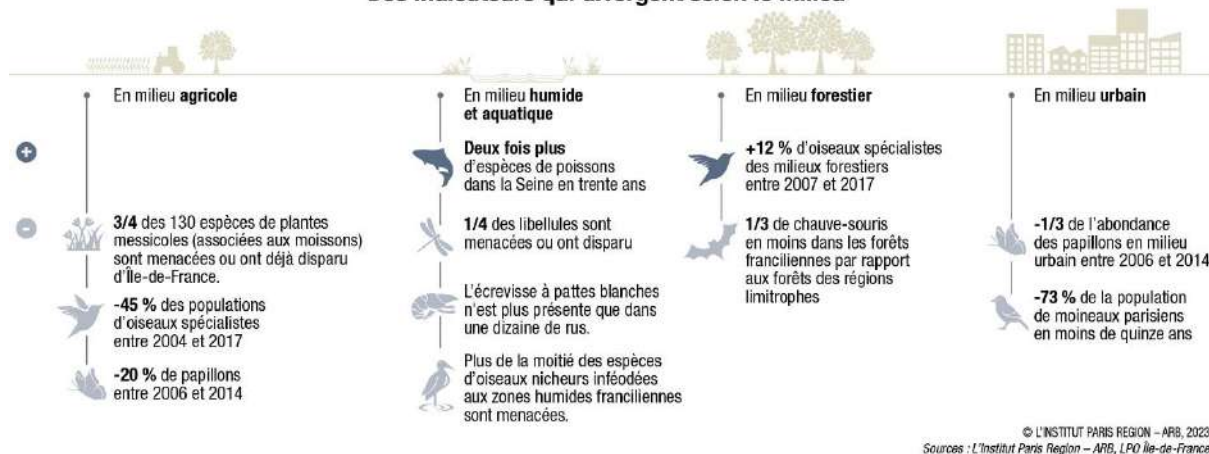 Des indicateurs qui divergent selon le milieu
En milieu agricole
3/4 des 130 espèces de plantes
messicoles (associées aux moissons)
sont menacées ou ont déjà disparu
d'Île-de-France.
-45 % des populations
d'oiseaux spécialistes
entre 2004 et 2017
-20 % de papillons
entre 2006 et 2014
En milieu humide
et aquatique
Deux fois plus
d'espèces de poissons
dans la Seine en trente ans
1/4 des libellules sont
menacées ou ont disparu
L'écrevisse à pattes blanches
n'est plus présente que dans
une dizaine de rus.
Plus de la moitié des espèces
d'oiseaux nicheurs inféodées
aux zones humides franciliennes
sont menacées.
En milieu forestier
+12 % d'oiseaux spécialistes
des milieux forestiers
entre 2007 et 2017
1/3 de chauve-souris
en moins dans les forêts
franciliennes par rapport
aux forêts des régions
limitrophes
En milieu urbain
-1/3 de l'abondance
des papillons en milieu
urbain entre 2006 et 2014
-73 % de la population
de moineaux parisiens
en moins de quinze ans
© L'INSTITUT PARIS REGION – ARB, 2023
Sources : L'Institut Paris Region – ARB, LPO Île-de-France